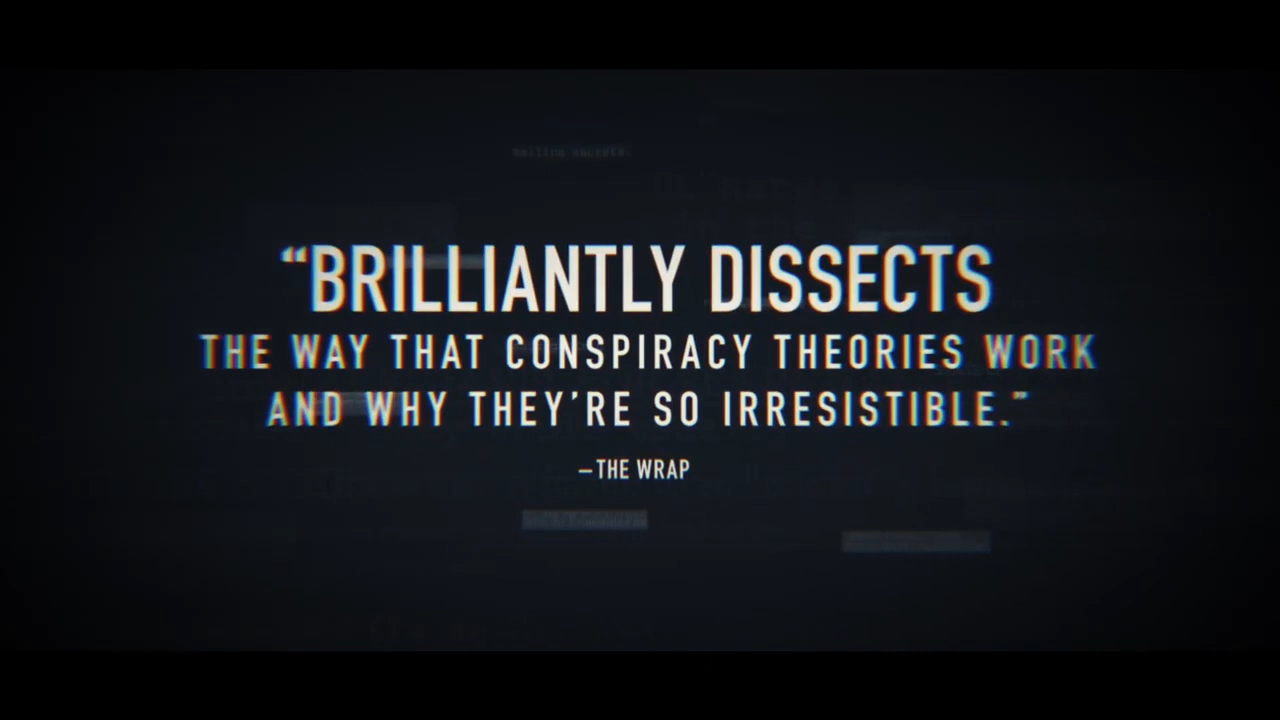 “BRILLIANTLY DISSECTS
THE WAY THAT CONSPIRACY THEORIES WORK
AND WHY THEY’RE SO IRRESISTIBLE.”
–THE WRAP